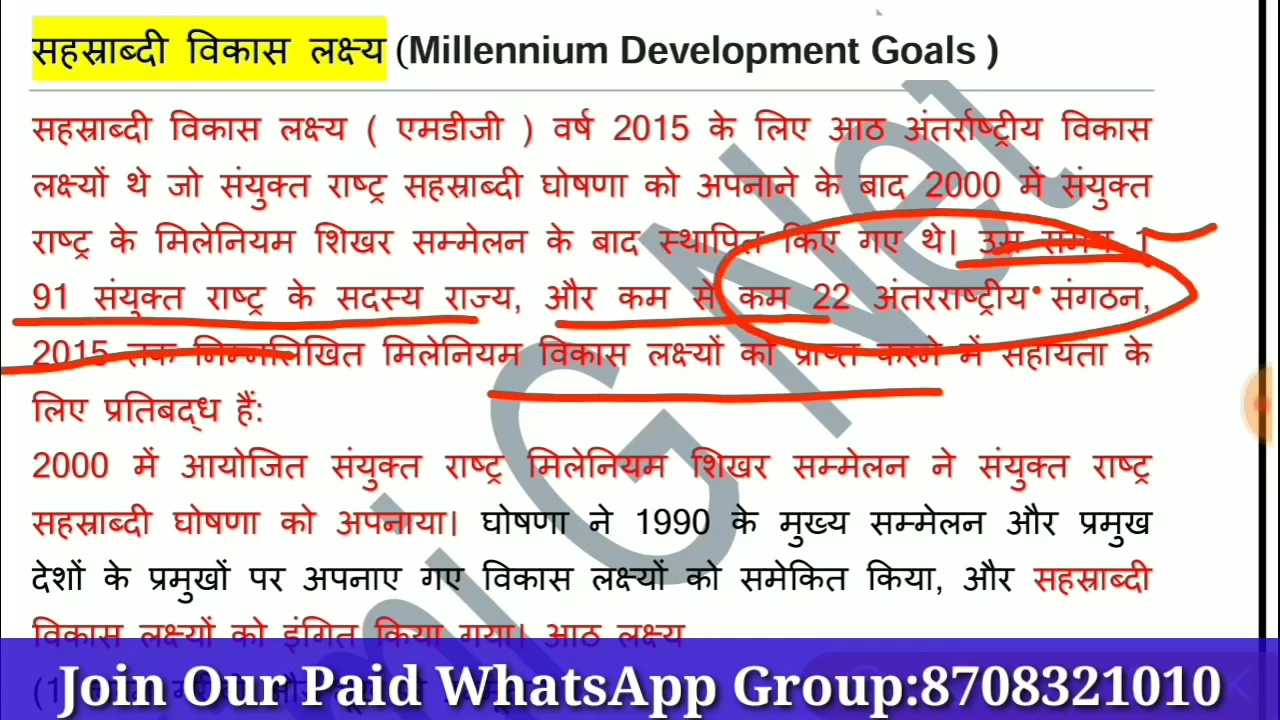 सहस्राब्दी विकास लक्ष्य (Millennium Development Goals )
सहस्राब्दी विकास लक्ष्य ( एमडीजी ) वर्ष 2015 के लिए आठ अंतर्राष्ट्रीय विकास
लक्ष्यों थे जो संयुक्त राष्ट्र सहस्राब्दी घोषणा को अपनाने के बाद 2000 में संयुक्त
राष्ट्र के मिलेनियम शिखर सम्मेलन के बाद स्थापित किए गए थे। उस समय
91 संयुक्त राष्ट्र के सदस्य राज्य, और कम से कम 22 अंतरराष्ट्रीय संगठन,
2015 तक निम्नलिखित मिलेनियम विकास लक्ष्यों को प्राप्त करने में सहायता के
लिए प्रतिबद्ध हैं:
2000 में आयोजित संयुक्त राष्ट्र मिलेनियम शिखर सम्मेलन ने संयुक्त राष्ट्र
सहस्राब्दी घोषणा को अपनाया। घोषणा ने 1990 के मुख्य सम्मेलन और प्रमुख
देशों के प्रमुखों पर अपनाए गए विकास लक्ष्यों को समेकित किया, और सहस्राब्दी
विकास लक्ष्यों को इंगित किया गया। आठ लक्ष्य
Join Our Paid WhatsApp Group:8708321010